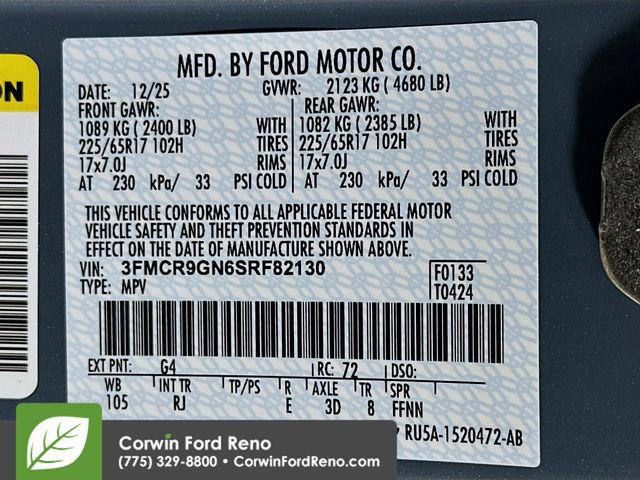 ON
MFD. BY FORD MOTOR CO.
DATE: 12/25 GVWR: 2123 KG ( 4680 LB)
FRONT GAWR: REAR GAWR:
1089 KG ( 2400 LB) WITH 1082 KG ( 2385 LB) WITH
225/65R17 102H TIRES 225/65R17 102H TIRES
17x7.0J RIMS 17x7.0J RIMS
AT 230 kPa/ 33 PSI COLD AT 230 kPa/ 33 PSI COLD
THIS VEHICLE CONFORMS TO ALL APPLICABLE FEDERAL MOTOR
VEHICLE SAFETY AND THEFT PREVENTION STANDARDS IN
EFFECT ON THE DATE OF MANUFACTURE SHOWN ABOVE.
VIN: 3FMCR9GN6SRF82130 F0133
TYPE: MPV T0424
EXT PNT: G4 RC: 72 DSO:
WB INT TR TP/PS R AXLE TR SPR
105 RJ E 3D 8 FFNN
RU5A-1520472-AB
Corwin Ford Reno
(775) 329-8800 • CorwinFordReno.com